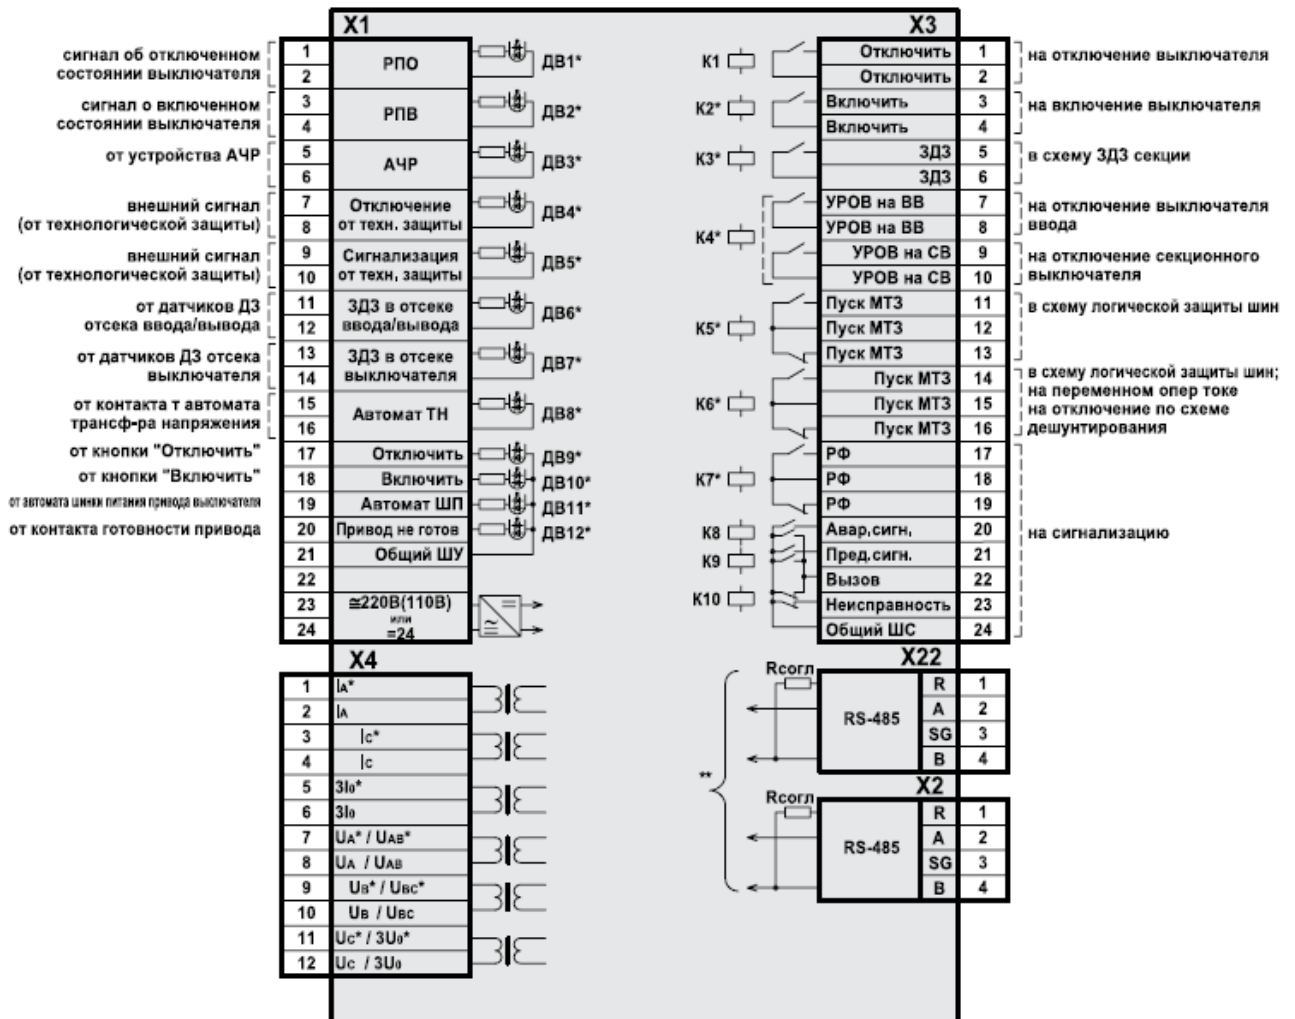 X1
X3
сигнал об отключенном
состоянии выключателя
1
2
РПО
ДВ1*
сигнал о включенном
состоянии выключателя
3
4
РПВ
ДВ2*
от устройства АЧР
5
6
АЧР
ДВ3*
внешний сигнал
(от технологической защиты)
7
8
Отключение
от техн. защиты
ДВ4*
внешний сигнал
(от технологической защиты)
9
10
Сигнализация
от техн. защиты
ДВ5*
от датчиков ДЗ
отсека ввода/вывода
11
12
ЗДЗ в отсеке
ввода/вывода
ДВ6*
от датчиков ДЗ отсека
выключателя
13
14
ЗДЗ в отсеке
выключателя
ДВ7*
от контакта т автомата
трансф-ра напряжения
15
16
Автомат ТН
ДВ8*
от кнопки "Отключить"
17
Отключить
ДВ9*
от кнопки "Включить"
18
Включить
ДВ10*
от автомата шинки питания привода выключателя
19
Автомат ШП
ДВ11*
от контакта готовности привода
20
Привод не готов
ДВ12*
21
Общий ШУ
22
23
≅220В(110В)
или
24
=24
К1
Отключить
1
Отключить
2
на отключение выключателя
К2*
Включить
3
Включить
4
на включение выключателя
К3*
ЗДЗ
5
ЗДЗ
6
в схему ЗДЗ секции
К4*
УРОВ на ВВ
7
УРОВ на ВВ
8
на отключение выключателя
ввода
УРОВ на СВ
9
УРОВ на СВ
10
на отключение секционного
выключателя
К5*
Пуск МТЗ
11
Пуск МТЗ
12
Пуск МТЗ
13
в схему логической защиты шин
К6*
Пуск МТЗ
14
Пуск МТЗ
15
Пуск МТЗ
16
в схему логической защиты шин;
на переменном опер токе
на отключение по схеме
дешунтирования
К7*
РФ
17
РФ
18
РФ
19
К8
Авар.сигн.
20
К9
Пред.сигн.
21
Вызов
22
К10
Неисправность
23
Общий ШС
24
на сигнализацию
X4
1
IA*
2
IA
3
IC*
4
IC
5
3I0*
6
3I0
7
UA* / UAB*
8
UA / UAB
9
UB* / UBC*
10
UB / UBC
11
UC* / 3U0*
12
UC / 3U0
X22
Rсогл
RS-485
R
1
A
2
SG
3
B
4
**
X2
Rсогл
RS-485
R
1
A
2
SG
3
B
4